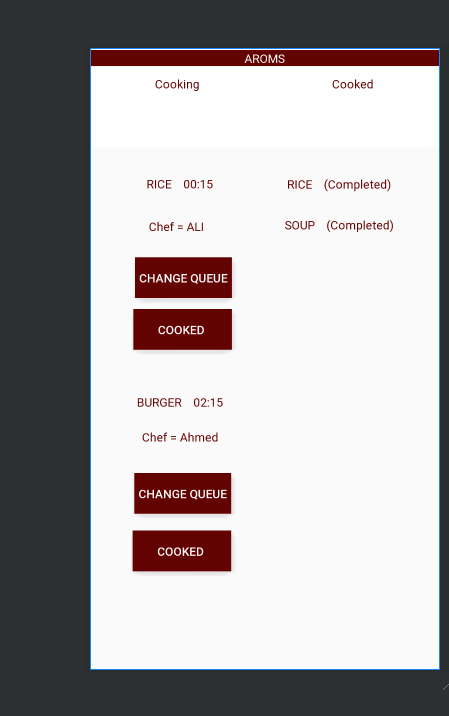 AROMS
Cooking Cooked
RICE 00:15 RICE (Completed)
Chef = ALI SOUP (Completed)
CHANGE QUEUE
COOKED
BURGER 02:15
Chef = Ahmed
CHANGE QUEUE
COOKED